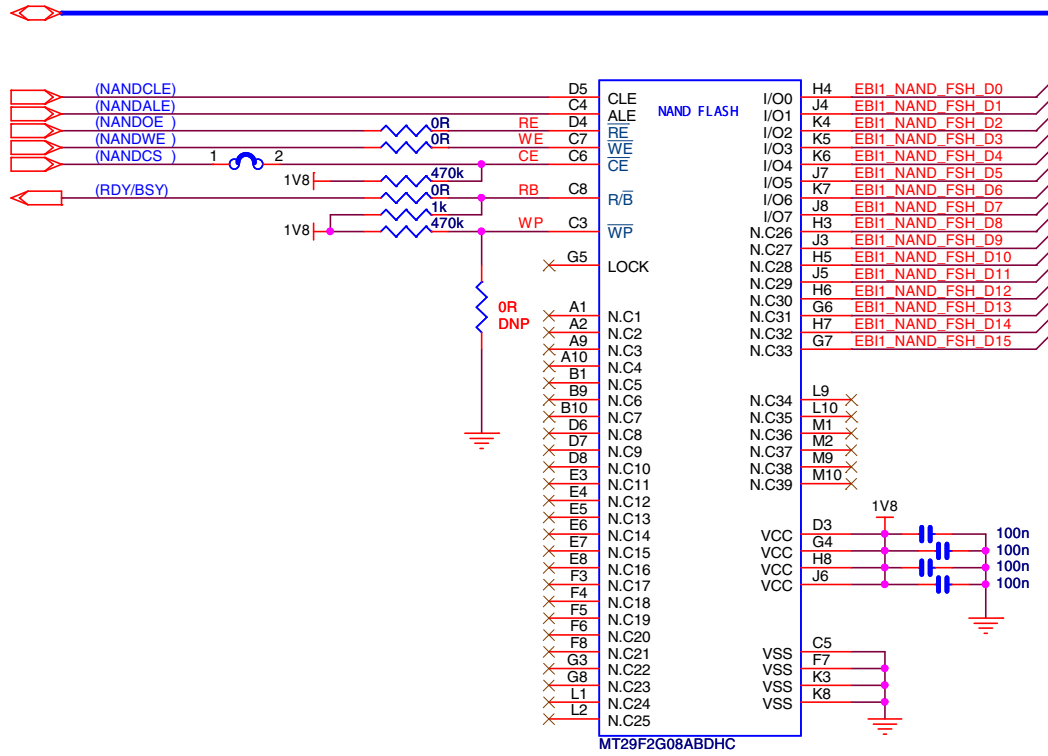 (NANDCLE) D5 CLE NAND FLASH I/O0 H4 EBI1_NAND_FSH_D0
(NANDALE) C4 ALE I/O1 J4 EBI1_NAND_FSH_D1
(NANDOE ) 0R RE D4 RE I/O2 K4 EBI1_NAND_FSH_D2
(NANDWE ) 0R WE C7 WE I/O3 K5 EBI1_NAND_FSH_D3
(NANDCS ) 1 2 CE C6 CE I/O4 K6 EBI1_NAND_FSH_D4
1V8 470k I/O5 J7 EBI1_NAND_FSH_D5
(RDY/BSY) 0R RB C8 R/B I/O6 K7 EBI1_NAND_FSH_D6
1k I/O7 J8 EBI1_NAND_FSH_D7
1V8 470k WP C3 WP N.C26 H3 EBI1_NAND_FSH_D8
N.C27 J3 EBI1_NAND_FSH_D9
G5 LOCK N.C28 H5 EBI1_NAND_FSH_D10
N.C29 J5 EBI1_NAND_FSH_D11
N.C30 H6 EBI1_NAND_FSH_D12
0R A1 N.C1 N.C31 G6 EBI1_NAND_FSH_D13
DNP A2 N.C2 N.C32 H7 EBI1_NAND_FSH_D14
A9 N.C3 N.C33 G7 EBI1_NAND_FSH_D15
A10 N.C4
B1 N.C5
B9 N.C6 N.C34 L9
B10 N.C7 N.C35 L10
D6 N.C8 N.C36 M1
D7 N.C9 N.C37 M2
D8 N.C10 N.C38 M9
E3 N.C11 N.C39 M10
E4 N.C12 1V8
E5 N.C13
E6 N.C14 VCC D3 100n
E7 N.C15 VCC G4 100n
E8 N.C16 VCC H8 100n
F3 N.C17 VCC J6 100n
F4 N.C18
F5 N.C19
F6 N.C20
F8 N.C21 VSS C5
G3 N.C22 VSS F7
G8 N.C23 VSS K3
L1 N.C24 VSS K8
L2 N.C25
MT29F2G08ABDHC